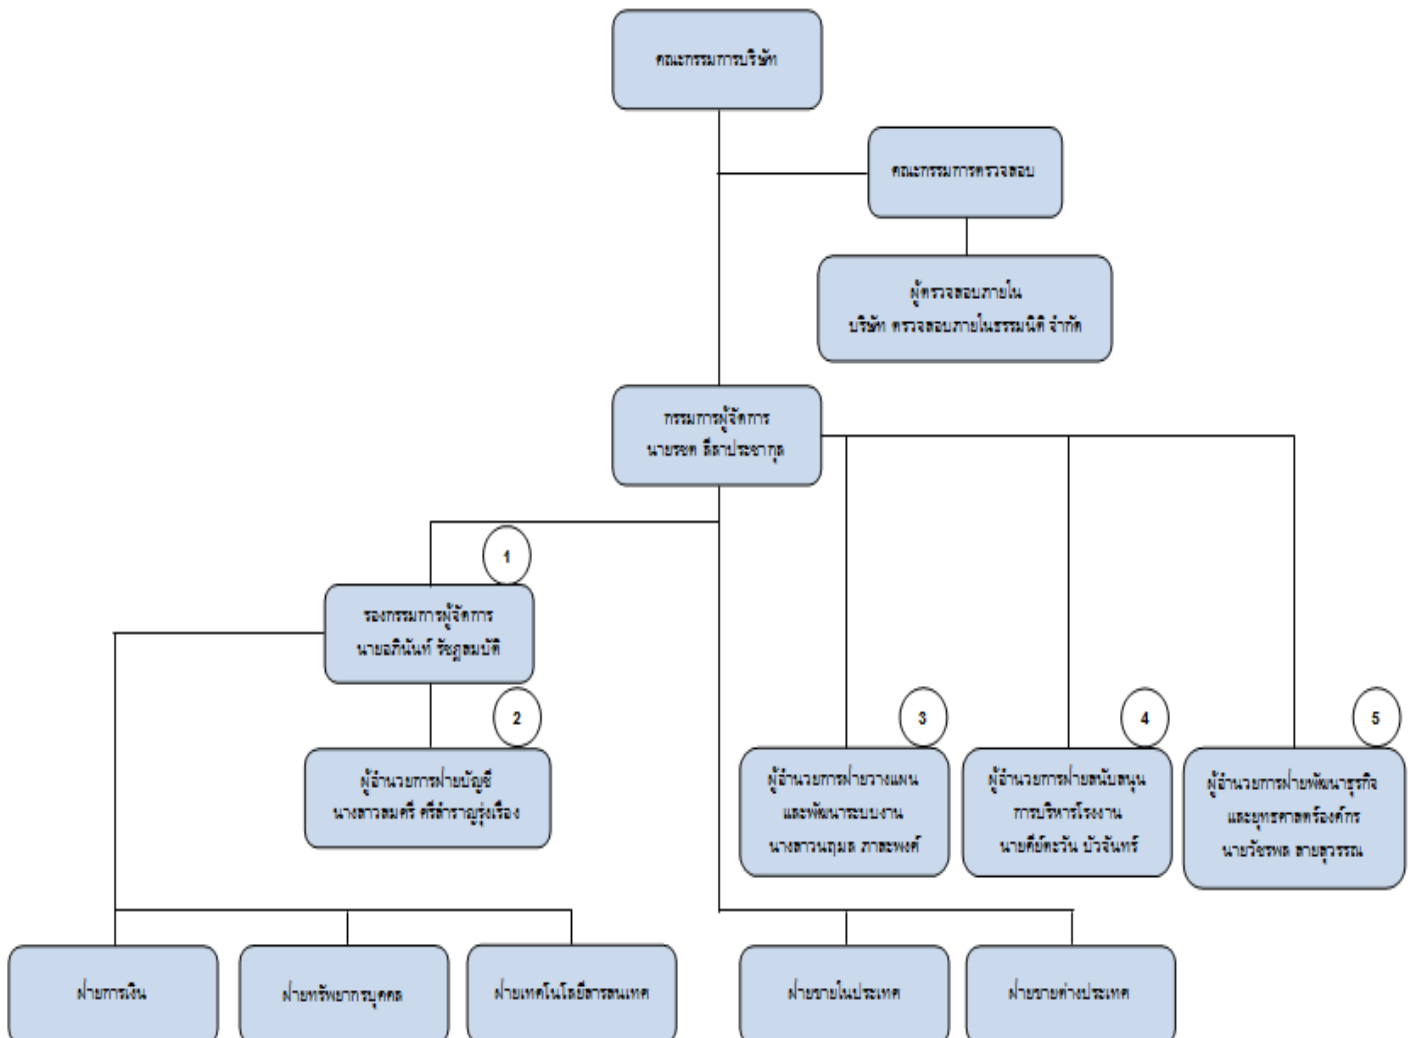 คณะกรรมการบริษัท
คณะกรรมการตรวจสอบ
ผู้ตรวจสอบภายใน
บริษัท ตรวจสอบภายในธรรมนิติ จำกัด
กรรมการผู้จัดการ
นายรชต ลีลาประชากุล
1
รองกรรมการผู้จัดการ
นายอภินันท์ รัชฎสมบัติ
2
ผู้อำนวยการฝ่ายบัญชี
นางสาวสมศรี ศรีสำราญรุ่งเรือง
3
ผู้อำนวยการฝ่ายวางแผน
และพัฒนาระบบงาน
นางสาวนฤมล ภาละพงศ์
4
ผู้อำนวยการฝ่ายสนับสนุน
การบริหารโรงงาน
นายคีย์ตะวัน บัวจันทร์
5
ผู้อำนวยการฝ่ายพัฒนาธุรกิจ
และยุทธศาสตร์องค์กร
นายวัชรพล สายสุวรรณ
ฝ่ายการเงิน
ฝ่ายทรัพยากรบุคคล
ฝ่ายเทคโนโลยีสารสนเทศ
ฝ่ายขายในประเทศ
ฝ่ายขายต่างประเทศ